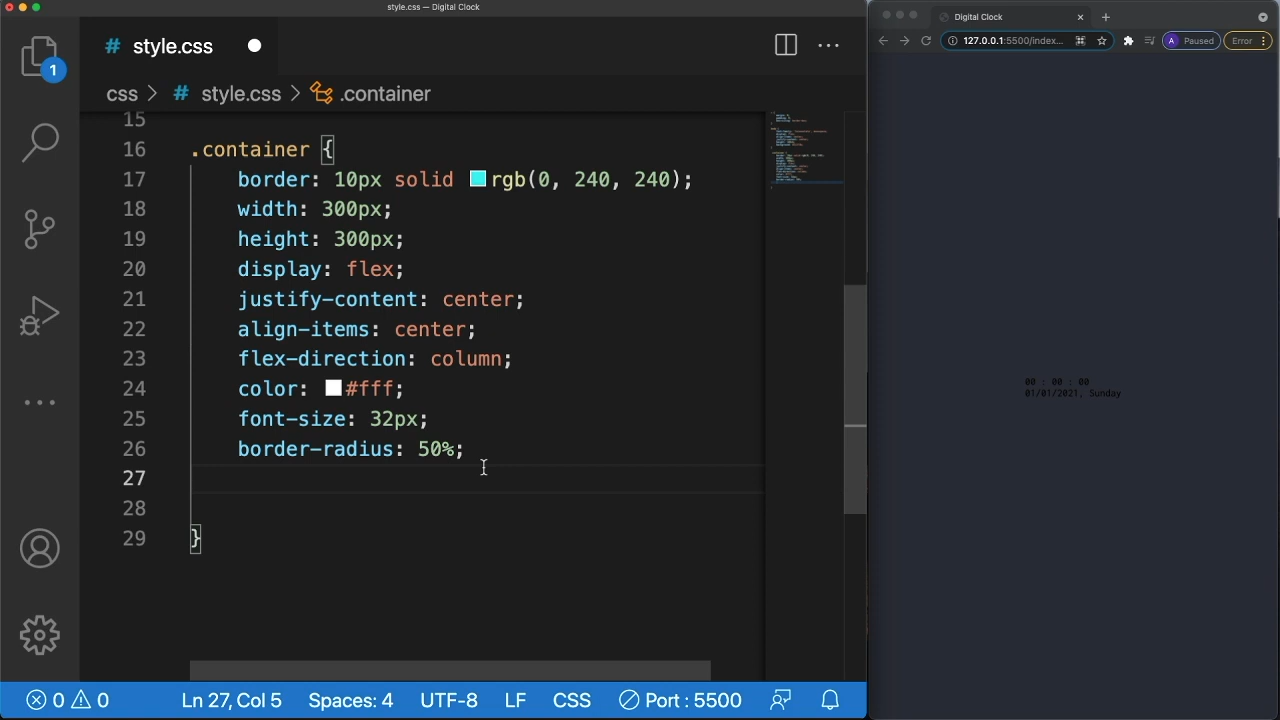 style.css — Digital Clock
# style.css
1
css > # style.css > .container
15
16 .container {
17 border: 10px solid rgb(0, 240, 240);
18 width: 300px;
19 height: 300px;
20 display: flex;
21 justify-content: center;
22 align-items: center;
23 flex-direction: column;
24 color: #fff;
25 font-size: 32px;
26 border-radius: 50%;
27
28
29 }
0 0 Ln 27, Col 5 Spaces: 4 UTF-8 LF CSS Port : 5500
Digital Clock
127.0.0.1:5500/index... A Paused Error
00 : 00 : 00
01/01/2021, Sunday